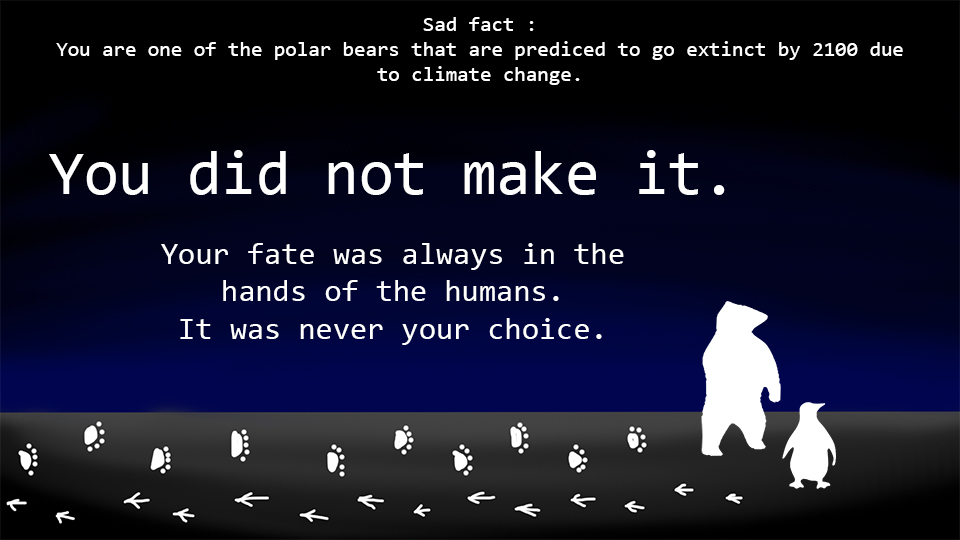 Sad fact :
You are one of the polar bears that are prediced to go extinct by 2100 due
to climate change.
You did not make it.
Your fate was always in the
hands of the humans.
It was never your choice.